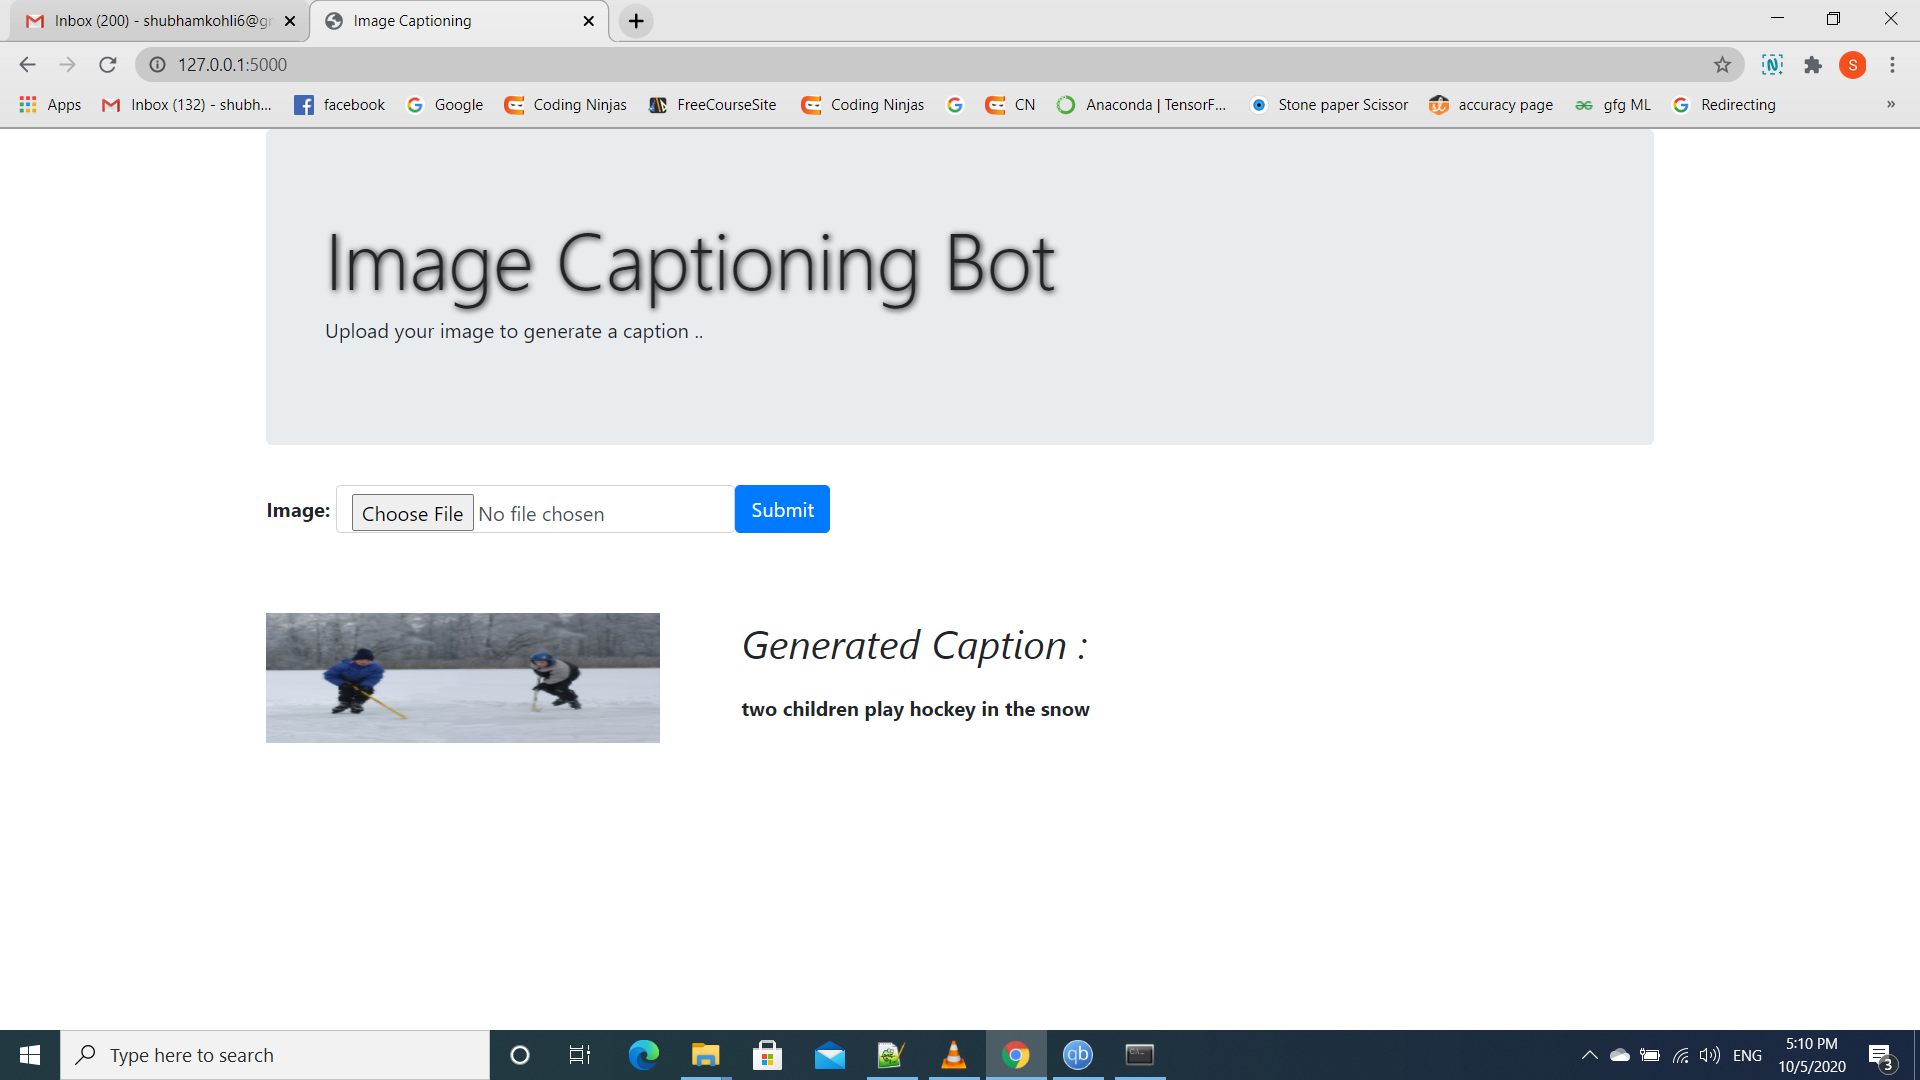 Inbox (200) - shubhamkohli6@gm
Image Captioning
127.0.0.1:5000
S
Apps
Inbox (132) - shubh...
facebook
Google
Coding Ninjas
FreeCourseSite
Coding Ninjas
CN
Anaconda | TensorF...
Stone paper Scissor
accuracy page
gfg ML
Redirecting
»
Image Captioning Bot
Upload your image to generate a caption ..
Image: Choose File No file chosen Submit
Generated Caption :
two children play hockey in the snow
Type here to search
qb
ENG
5:10 PM
10/5/2020
3